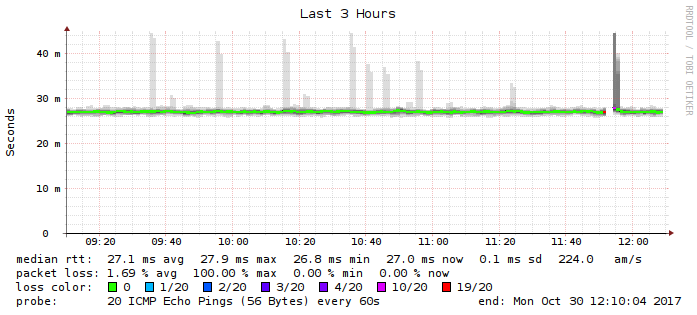 Last 3 Hours
RRDTOOL / TOBI OETIKER
Seconds
40 m
30 m
20 m
10 m
0
09:20 09:40 10:00 10:20 10:40 11:00 11:20 11:40 12:00
median rtt: 27.1 ms avg 27.9 ms max 26.8 ms min 27.0 ms now 0.1 ms sd 224.0 am/s
packet loss: 1.69 % avg 100.00 % max 0.00 % min 0.00 % now
loss color: 0 1/20 2/20 3/20 4/20 10/20 19/20
probe: 20 ICMP Echo Pings (56 Bytes) every 60s end: Mon Oct 30 12:10:04 2017